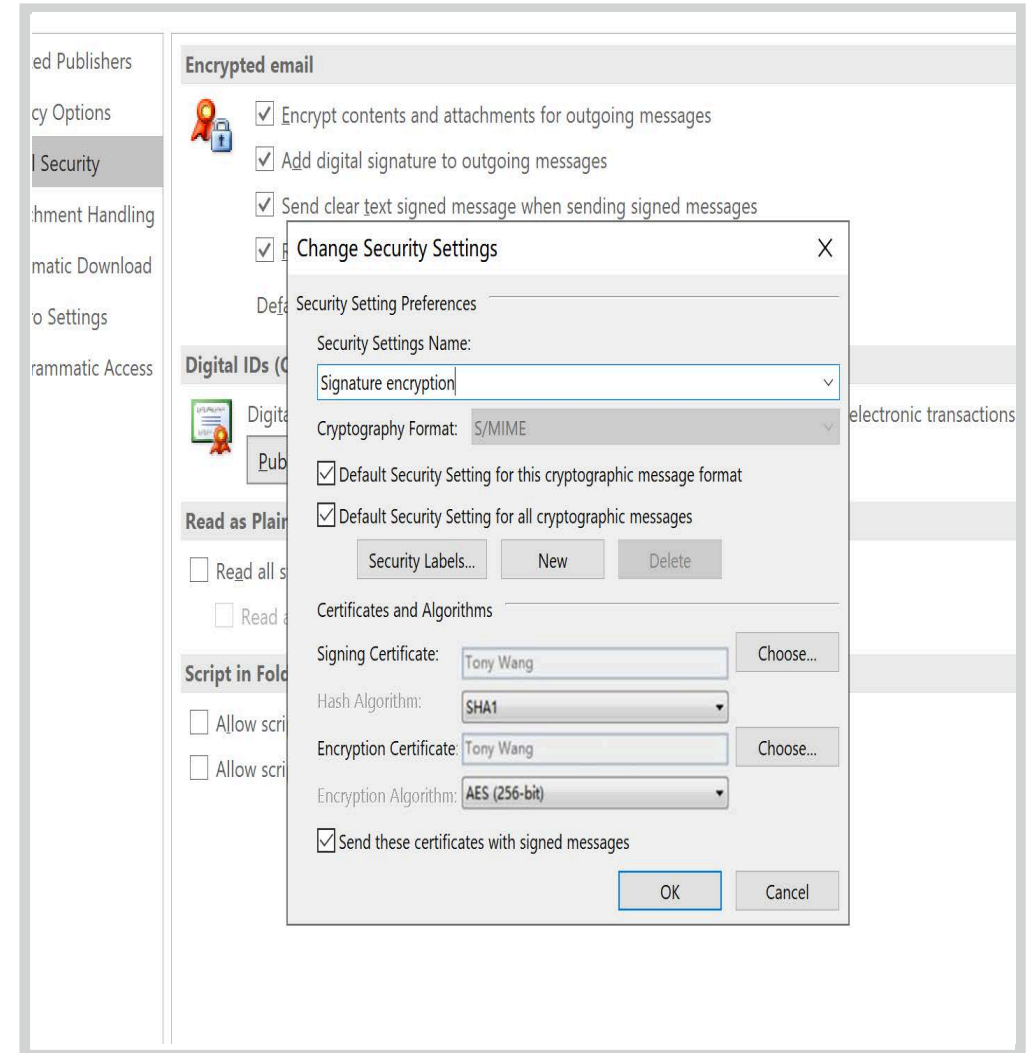 ed Publishers
cy Options
l Security
hment Handling
matic Download
o Settings
rammatic Access
Encrypted email
Encrypt contents and attachments for outgoing messages
Add digital signature to outgoing messages
Send clear text signed message when sending signed messages
R
Defa
Digital IDs (C
Digita
electronic transactions
Pub
Read as Plain
Read all s
Read a
Script in Fold
Allow scri
Allow scri
Change Security Settings X
Security Setting Preferences
Security Settings Name:
Signature encryption
Cryptography Format: S/MIME
Default Security Setting for this cryptographic message format
Default Security Setting for all cryptographic messages
Security Labels... New Delete
Certificates and Algorithms
Signing Certificate: Tony Wang Choose...
Hash Algorithm: SHA1
Encryption Certificate: Tony Wang Choose...
Encryption Algorithm: AES (256-bit)
Send these certificates with signed messages
OK Cancel